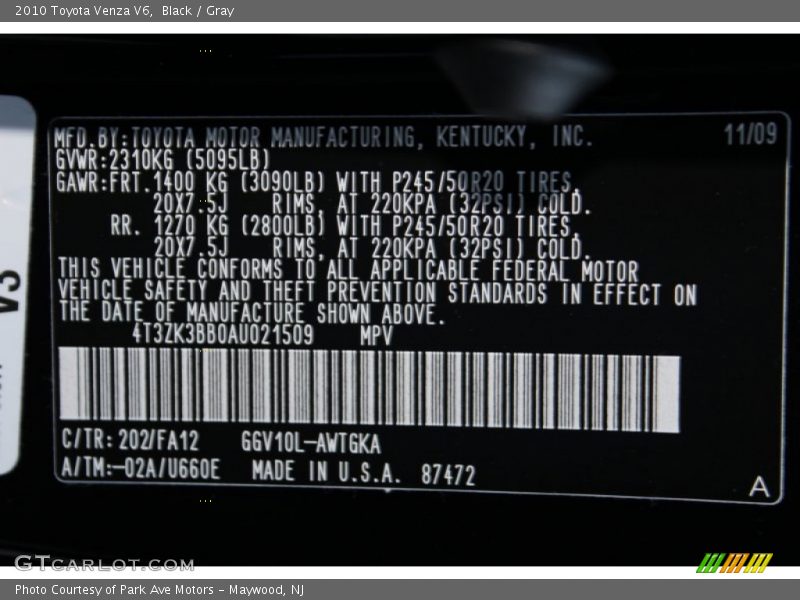 2010 Toyota Venza V6, Black / Gray
MFD.BY:TOYOTA MOTOR MANUFACTURING, KENTUCKY, INC. 11/09
GVWR:2310KG (5095LB)
GAWR:FRT.1400 KG (3090LB) WITH P245/50R20 TIRES,
20X7.5J RIMS, AT 220KPA (32PSI) COLD.
RR. 1270 KG (2800LB) WITH P245/50R20 TIRES,
20X7.5J RIMS, AT 220KPA (32PSI) COLD.
THIS VEHICLE CONFORMS TO ALL APPLICABLE FEDERAL MOTOR
VEHICLE SAFETY AND THEFT PREVENTION STANDARDS IN EFFECT ON
THE DATE OF MANUFACTURE SHOWN ABOVE.
4T3ZK3BB0AU021509 MPV
C/TR: 202/FA12 GGV10L-AWTGKA
A/TM:-02A/U660E MADE IN U.S.A. 87472
A
GTCARLOT.COM
Photo Courtesy of Park Ave Motors - Maywood, NJ